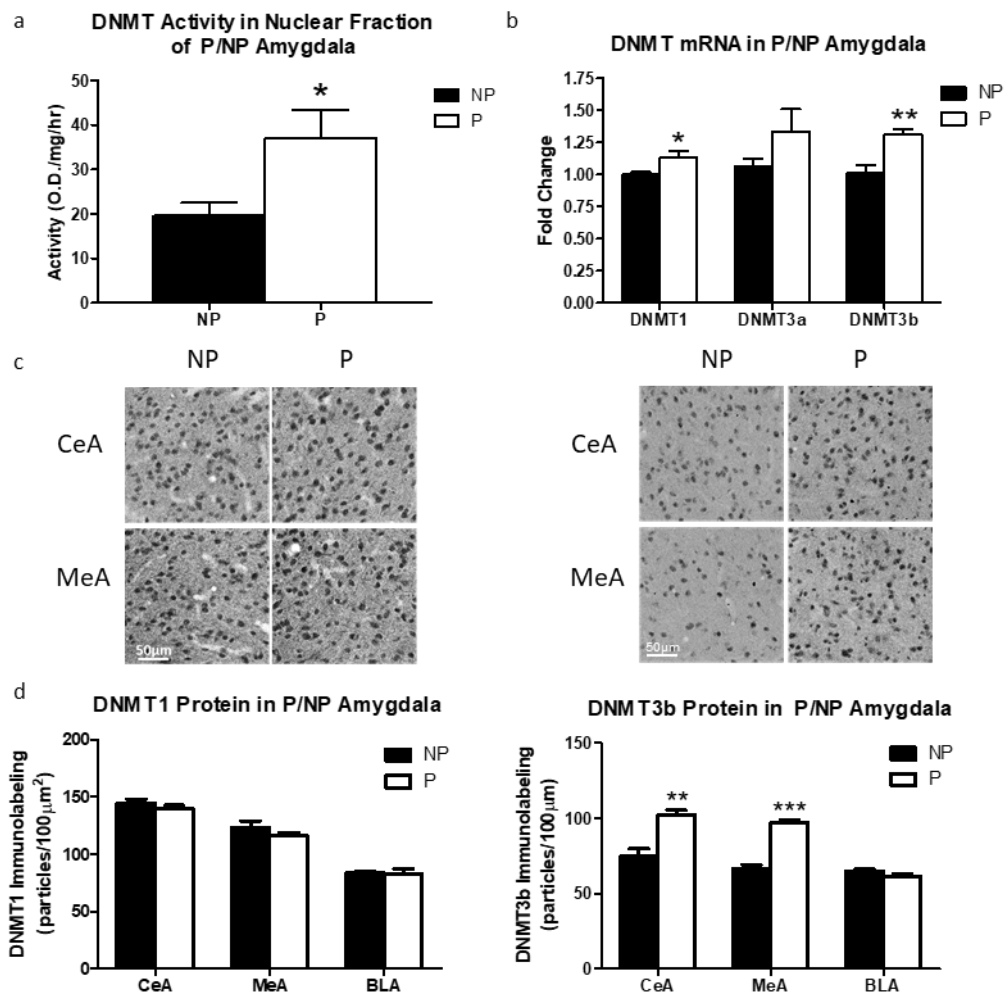 a
DNMT Activity in Nuclear Fraction
of P/NP Amygdala
Activity (O.D./mg/hr)
50
40
30
20
10
0
*
NP
P
NP
P
b
DNMT mRNA in P/NP Amygdala
Fold Change
1.75
1.50
1.25
1.00
0.75
0.50
0.25
0.00
*
**
NP
P
DNMT1
DNMT3a
DNMT3b
c
NP
P
CeA
MeA
50μm
NP
P
CeA
MeA
50μm
d
DNMT1 Protein in P/NP Amygdala
DNMT1 Immunolabeling
(particles/100μm²)
200
150
100
50
0
NP
P
CeA
MeA
BLA
DNMT3b Protein in P/NP Amygdala
DNMT3b Immunolabeling
(particles/100μm)
150
100
50
0
**
***
NP
P
CeA
MeA
BLA